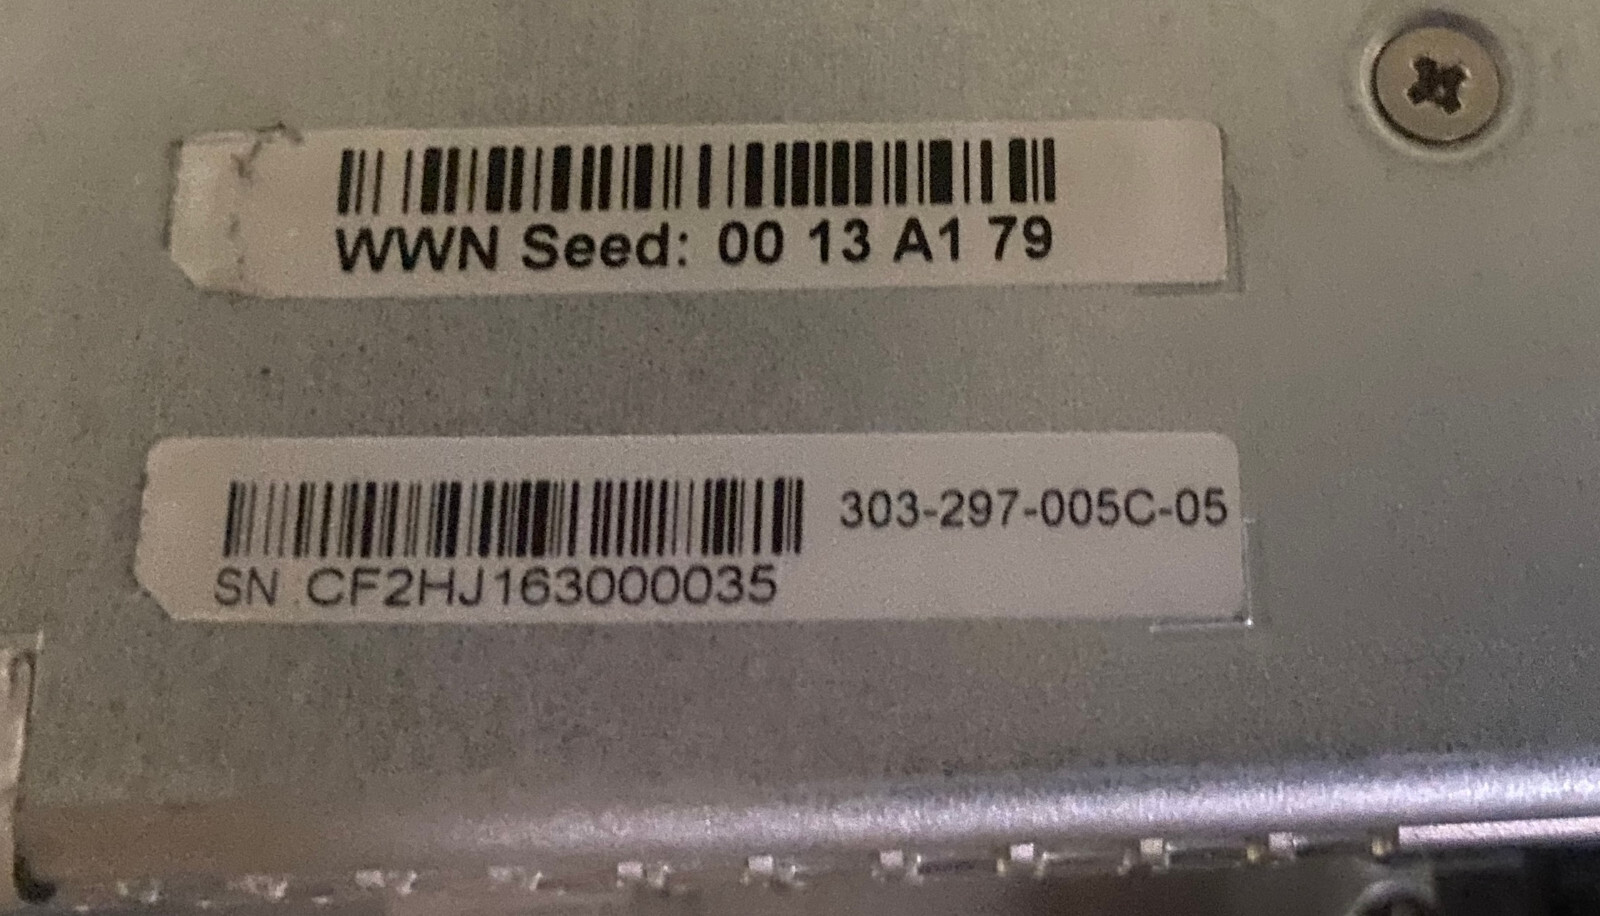 WWN Seed: 00 13 A1 79
303-297-005C-05
SN CF2HJ163000035